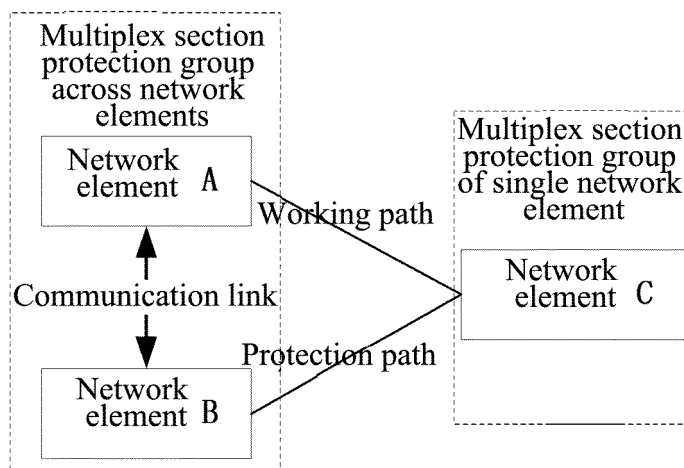 Multiplex section
protection group
across network
elements
Network
element A
Working path
Communication link
Protection path
Network
element B
Multiplex section
protection group
of single network
element
Network
element C